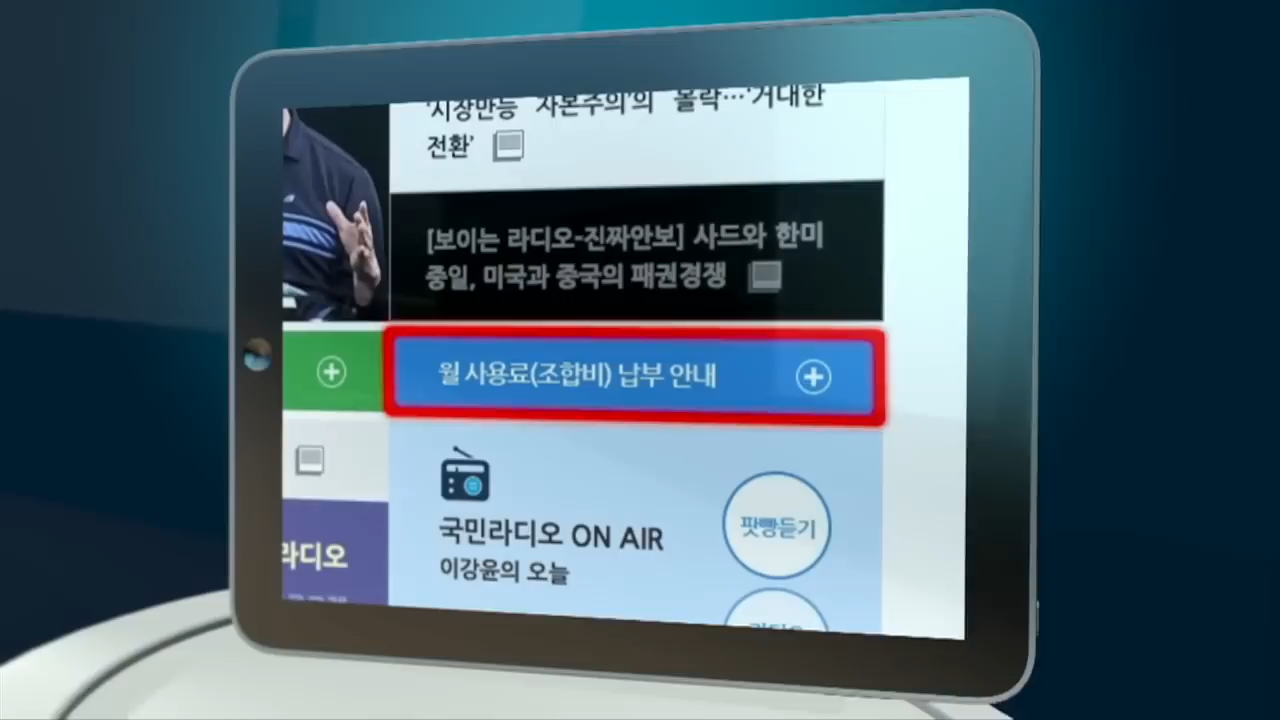 '시장만능 자본주의'의 몰락…'거대한
전환'
[보이는 라디오-진짜안보] 사드와 한미
중일, 미국과 중국의 패권경쟁
월 사용료(조합비) 납부 안내
국민라디오 ON AIR
이강윤의 오늘
팟빵듣기
라디오